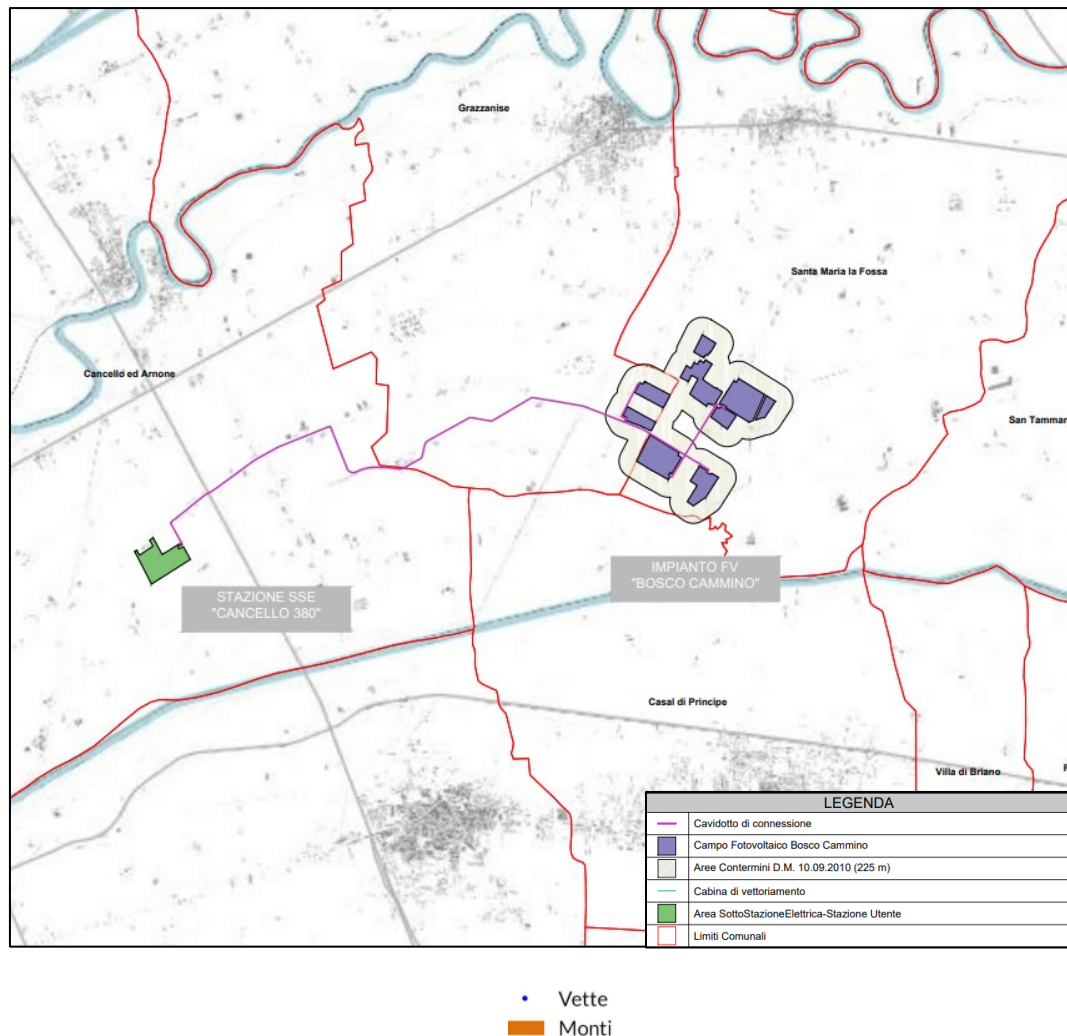 Grazzanise
Santa Maria la Fossa
Cancello ed Arnone
San Tammar
IMPIANTO FV
"BOSCO CAMMINO"
STAZIONE SSE
"CANCELLO 380"
Casal di Principe
Villa di Briano
LEGENDA
Cavidotto di connessione
Campo Fotovoltaico Bosco Cammino
Aree Contermini D.M. 10.09.2010 (225 m)
Cabina di vettoriamento
Area SottoStazioneElettrica-Stazione Utente
Limiti Comunali
Vette
Monti